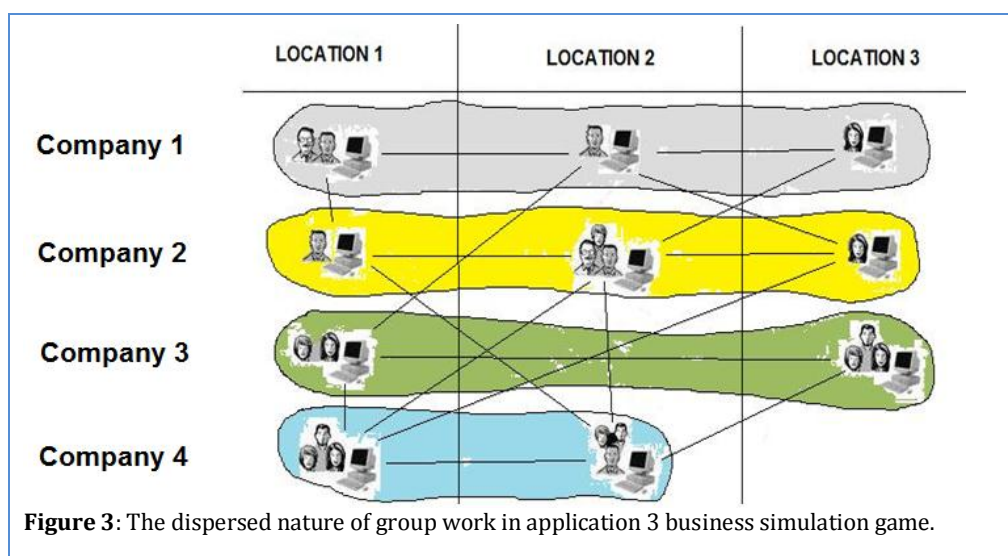 LOCATION 1 LOCATION 2 LOCATION 3
Company 1
Company 2
Company 3
Company 4
Figure 3: The dispersed nature of group work in application 3 business simulation game.